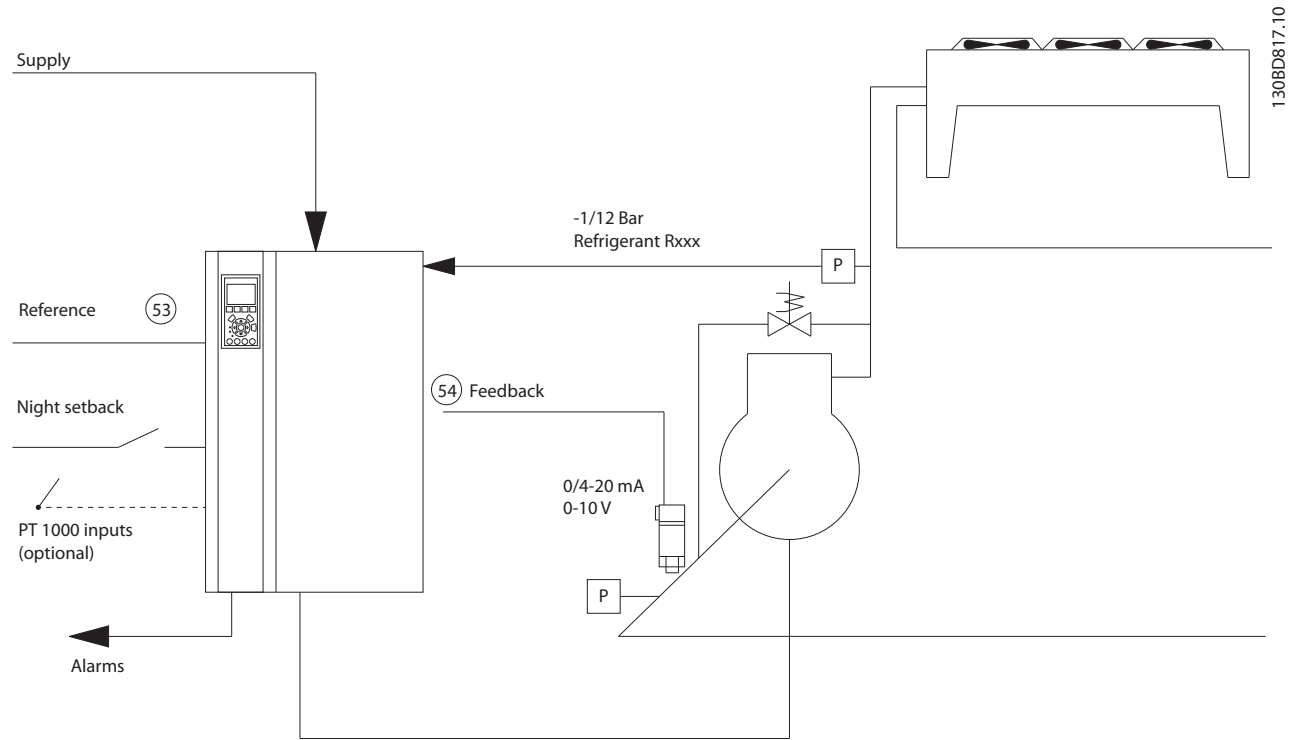 Supply
130BD817.10
-1/12 Bar
Refrigerant Rxxx
P
Reference
53
54 Feedback
Night setback
0/4-20 mA
0-10 V
PT 1000 inputs
(optional)
P
Alarms